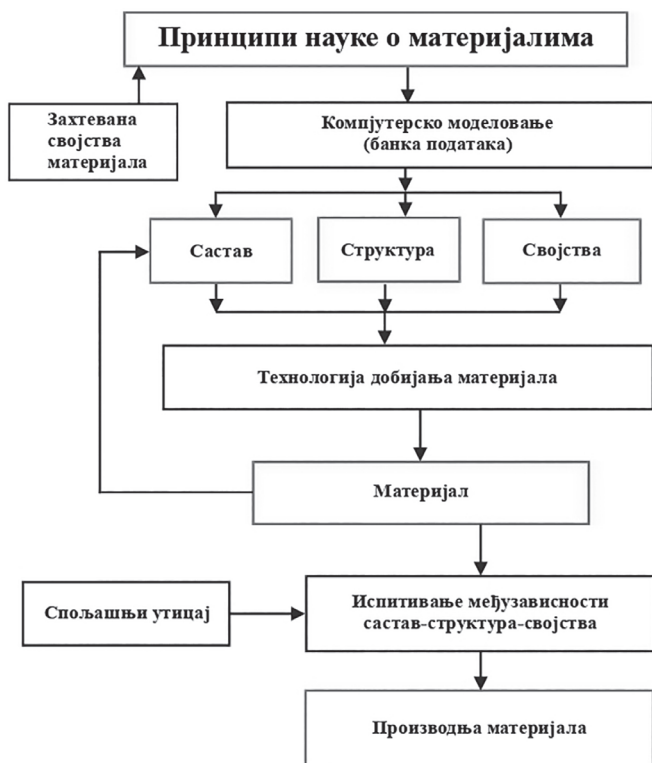 Принципи науке о материјалима
Захтевана
својства
материјала
Компјутерско моделовање
(банка података)
Састав
Структура
Својства
Технологија добијања материјала
Материјал
Спољашњи утицај
Испитивање међузависности
састав-структура-својства
Производња материјала